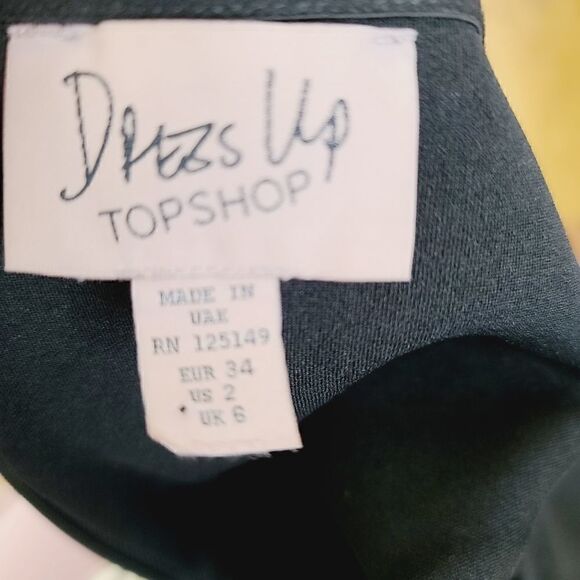 Dress Up
TOPSHOP
MADE IN
UAE
RN 125149
EUR 34
US 2
UK 6